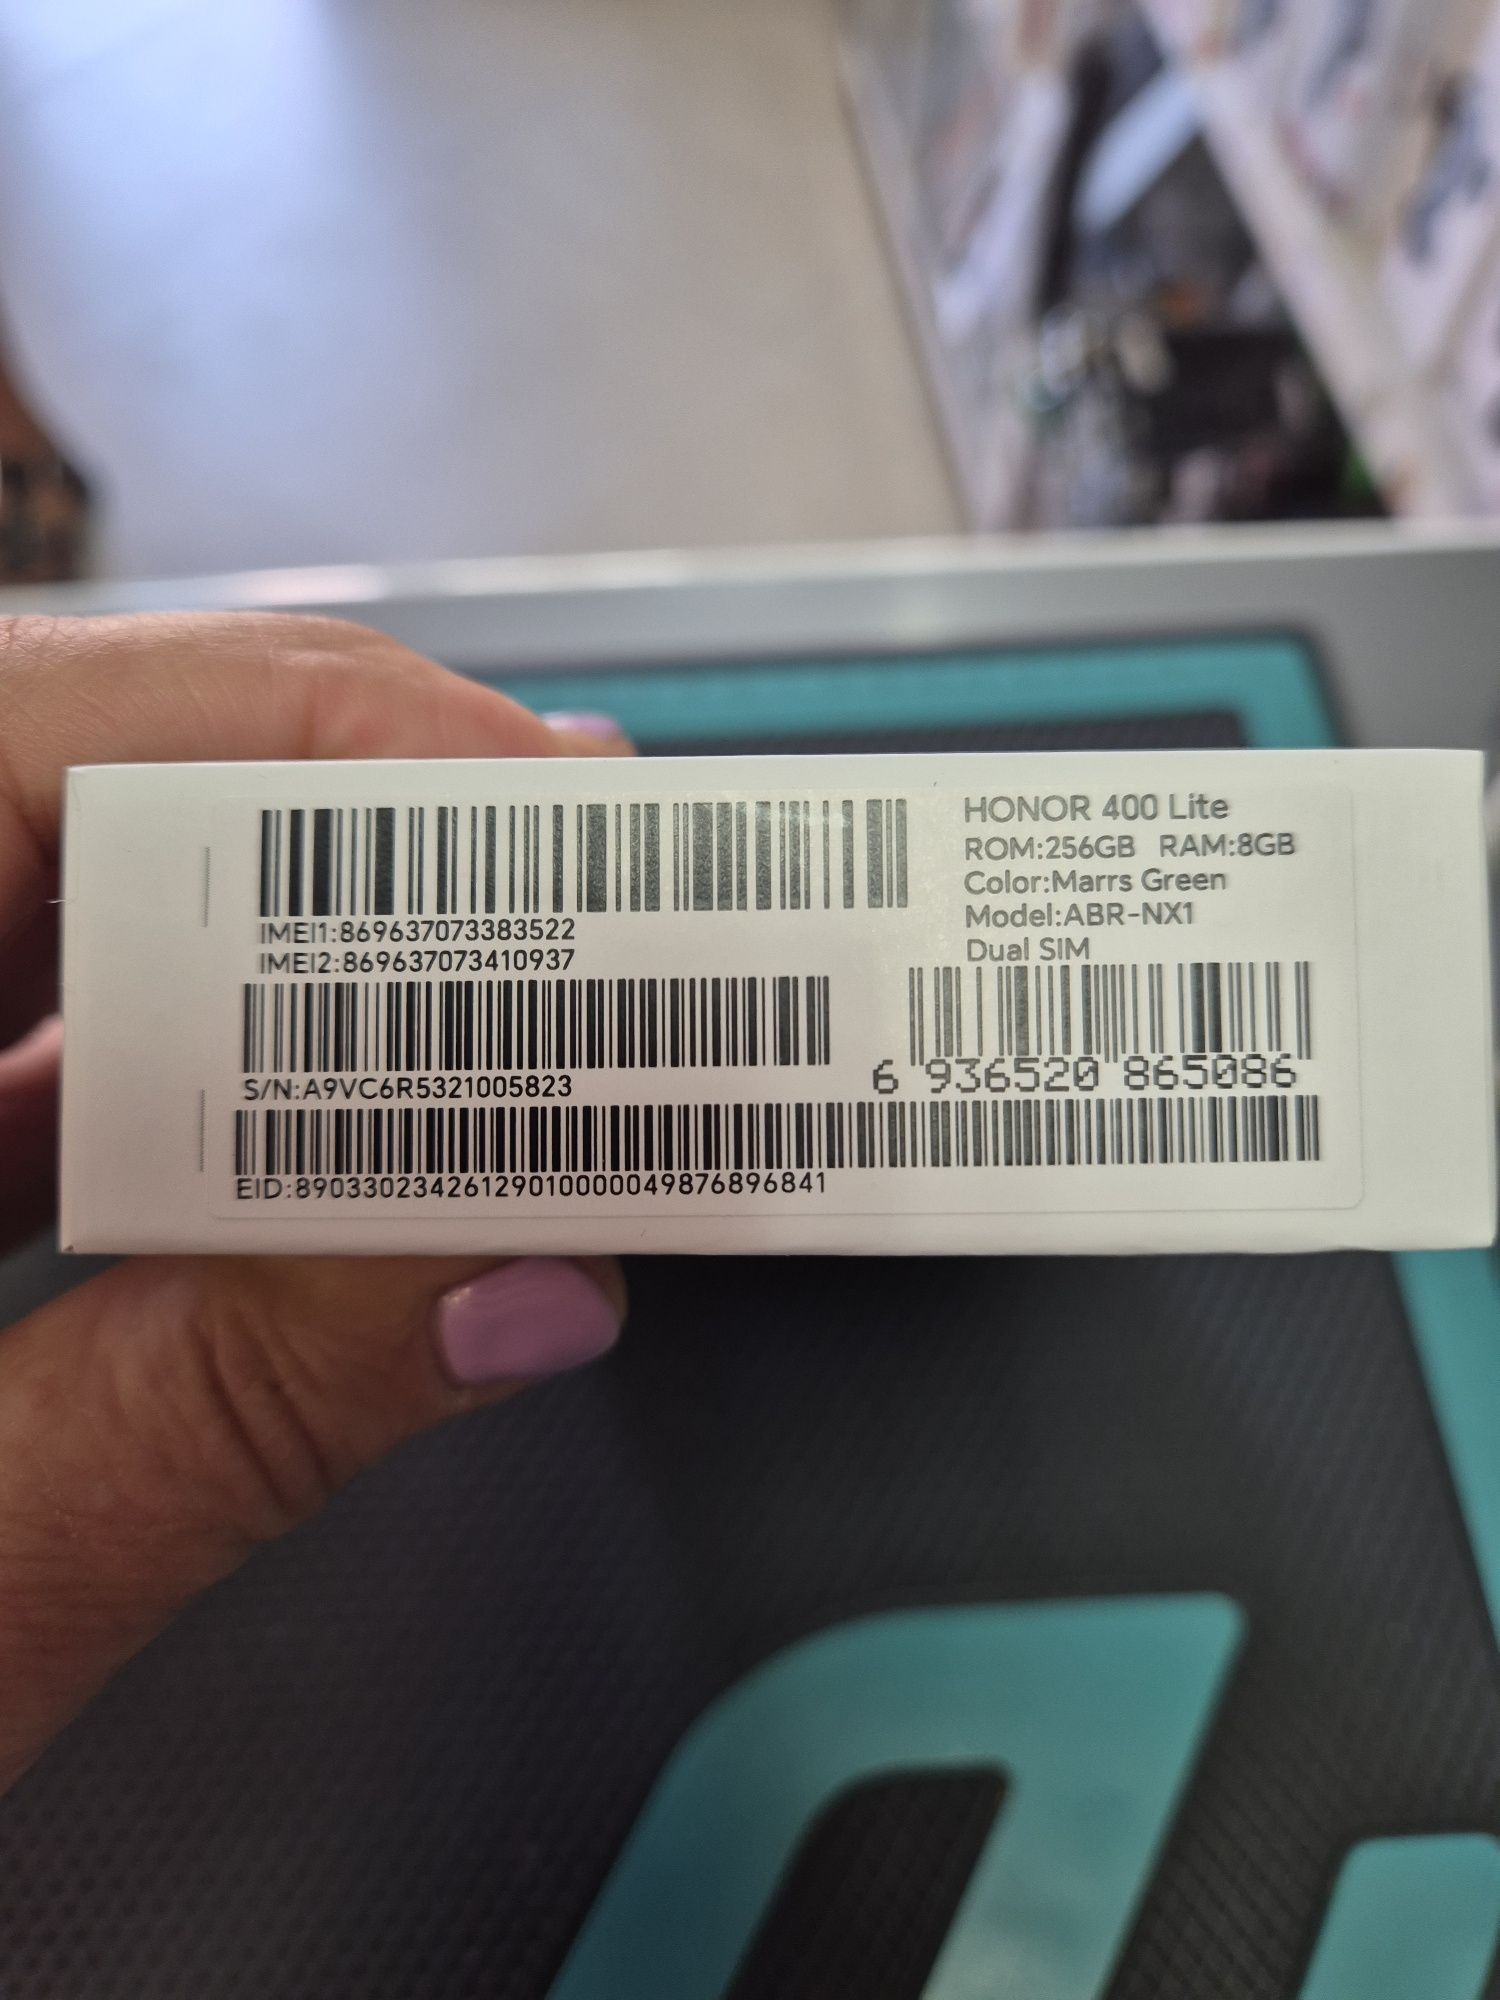 HONOR 400 Lite
ROM:256GB RAM:8GB
Color:Marrs Green
Model:ABR-NX1
Dual SIM
IMEI1:869637073383522
IMEI2:869637073410937
S/N:A9VC6R5321005823
6 936520 865086
EID:89033023426129010000049876896841